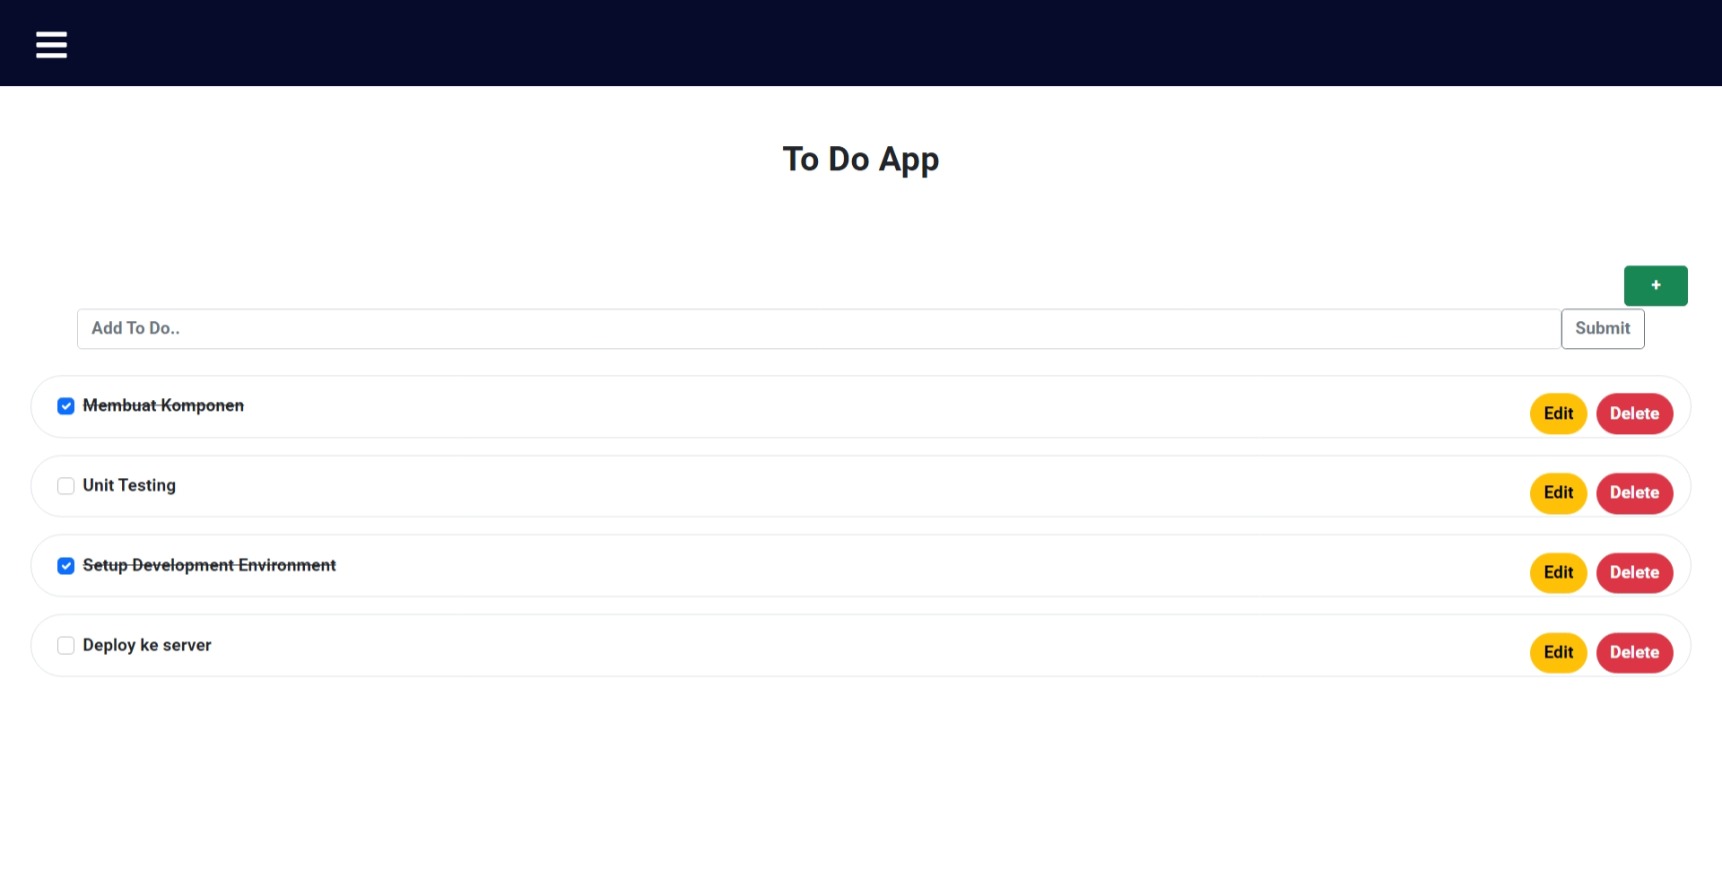 To Do App
+
Add To Do..
Submit
Membuat Komponen
Edit
Delete
Unit Testing
Edit
Delete
Setup Development Environment
Edit
Delete
Deploy ke server
Edit
Delete